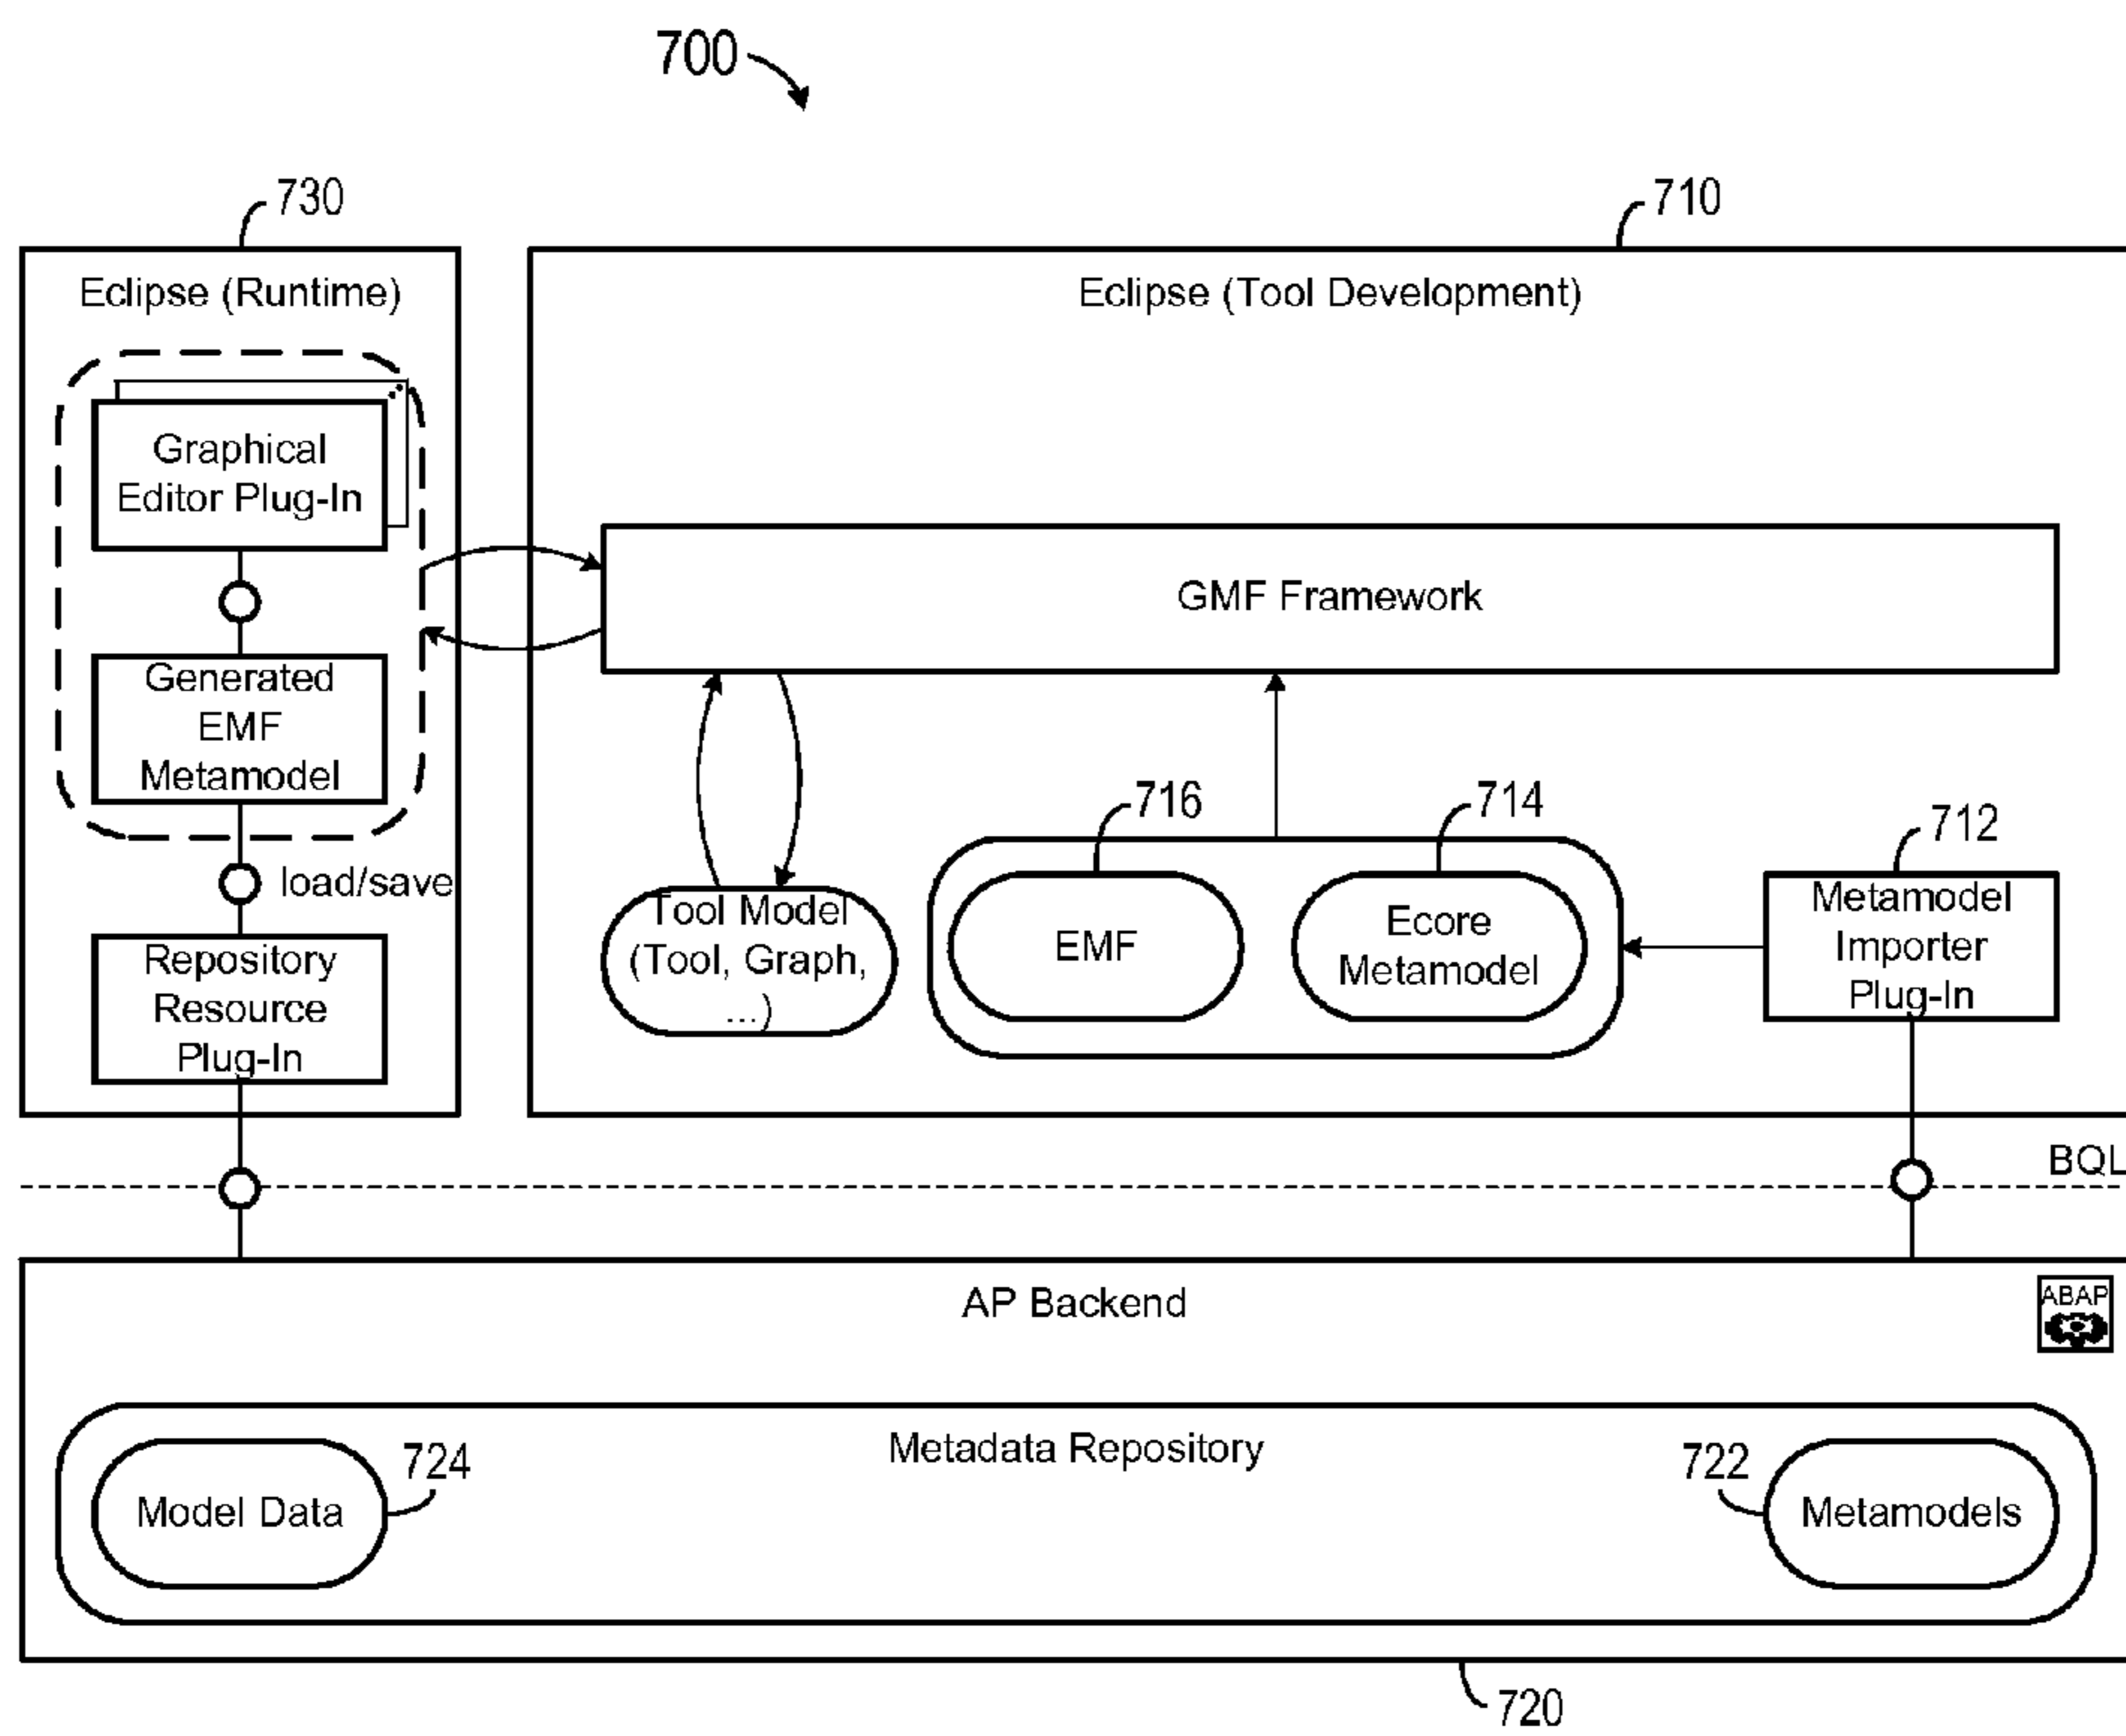 700
730
710
Eclipse (Runtime)
Eclipse (Tool Development)
Graphical
Editor Plug-In
GMF Framework
Generated
EMF
Metamodel
716
714
712
load/save
Tool Model
(Tool, Graph,
...)
EMF
Ecore
Metamodel
Metamodel
Importer
Plug-In
Repository
Resource
Plug-In
BQL
AP Backend
ABAP
Metadata Repository
724
722
Model Data
Metamodels
720